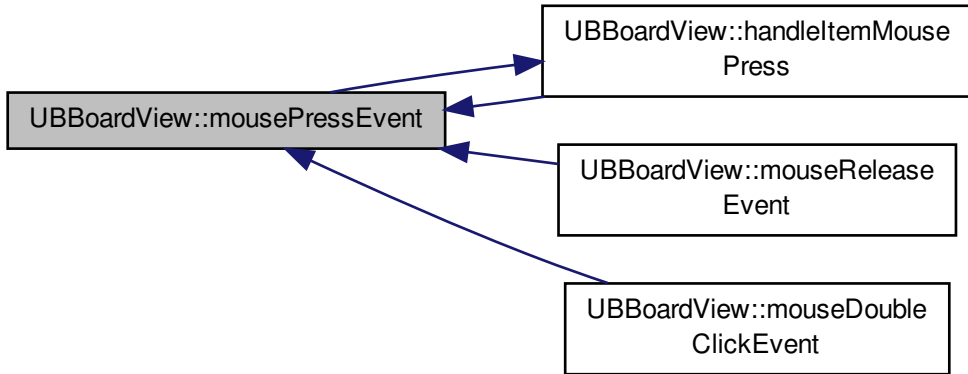 UBBoardView::handleItemMouse
Press
UBBoardView::mousePressEvent
UBBoardView::mouseRelease
Event
UBBoardView::mouseDouble
ClickEvent